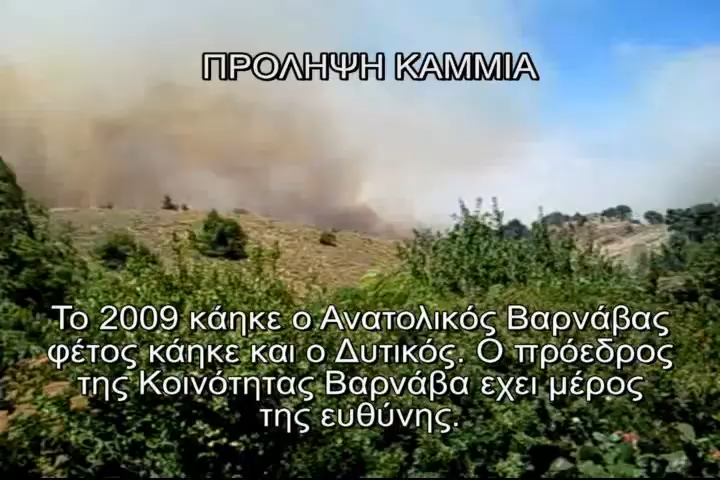 ΠΡΟΛΗΨΗ ΚΑΜΜΙΑ
Το 2009 κάηκε ο Ανατολικός Βαρνάβας
φέτος κάηκε και ο Δυτικός. Ο πρόεδρος
της Κοινότητας Βαρνάβα εχει μέρος
της ευθύνης.